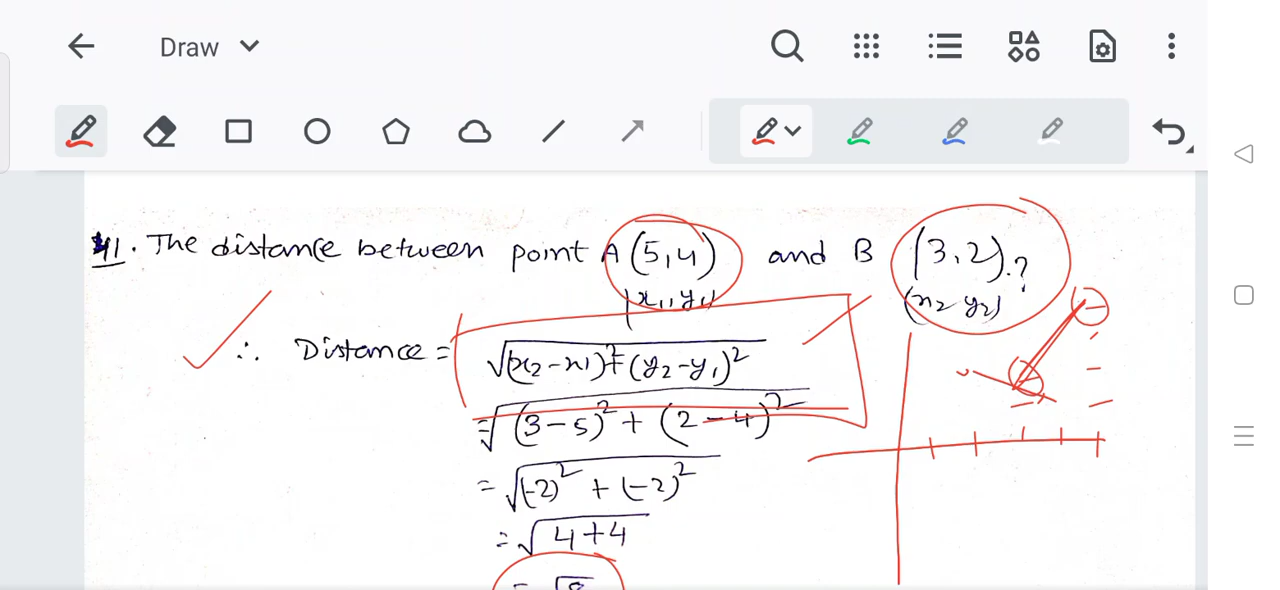 Draw
41. The distance between point A (5,4) and B (3,2).?
(x1, y1) (x2 y2)
∴ Distance = √(x2-x1)²+(y2-y1)²
=√(3-5)²+(2-4)²
= √(-2)² + (-2)²
= √4+4
= √8